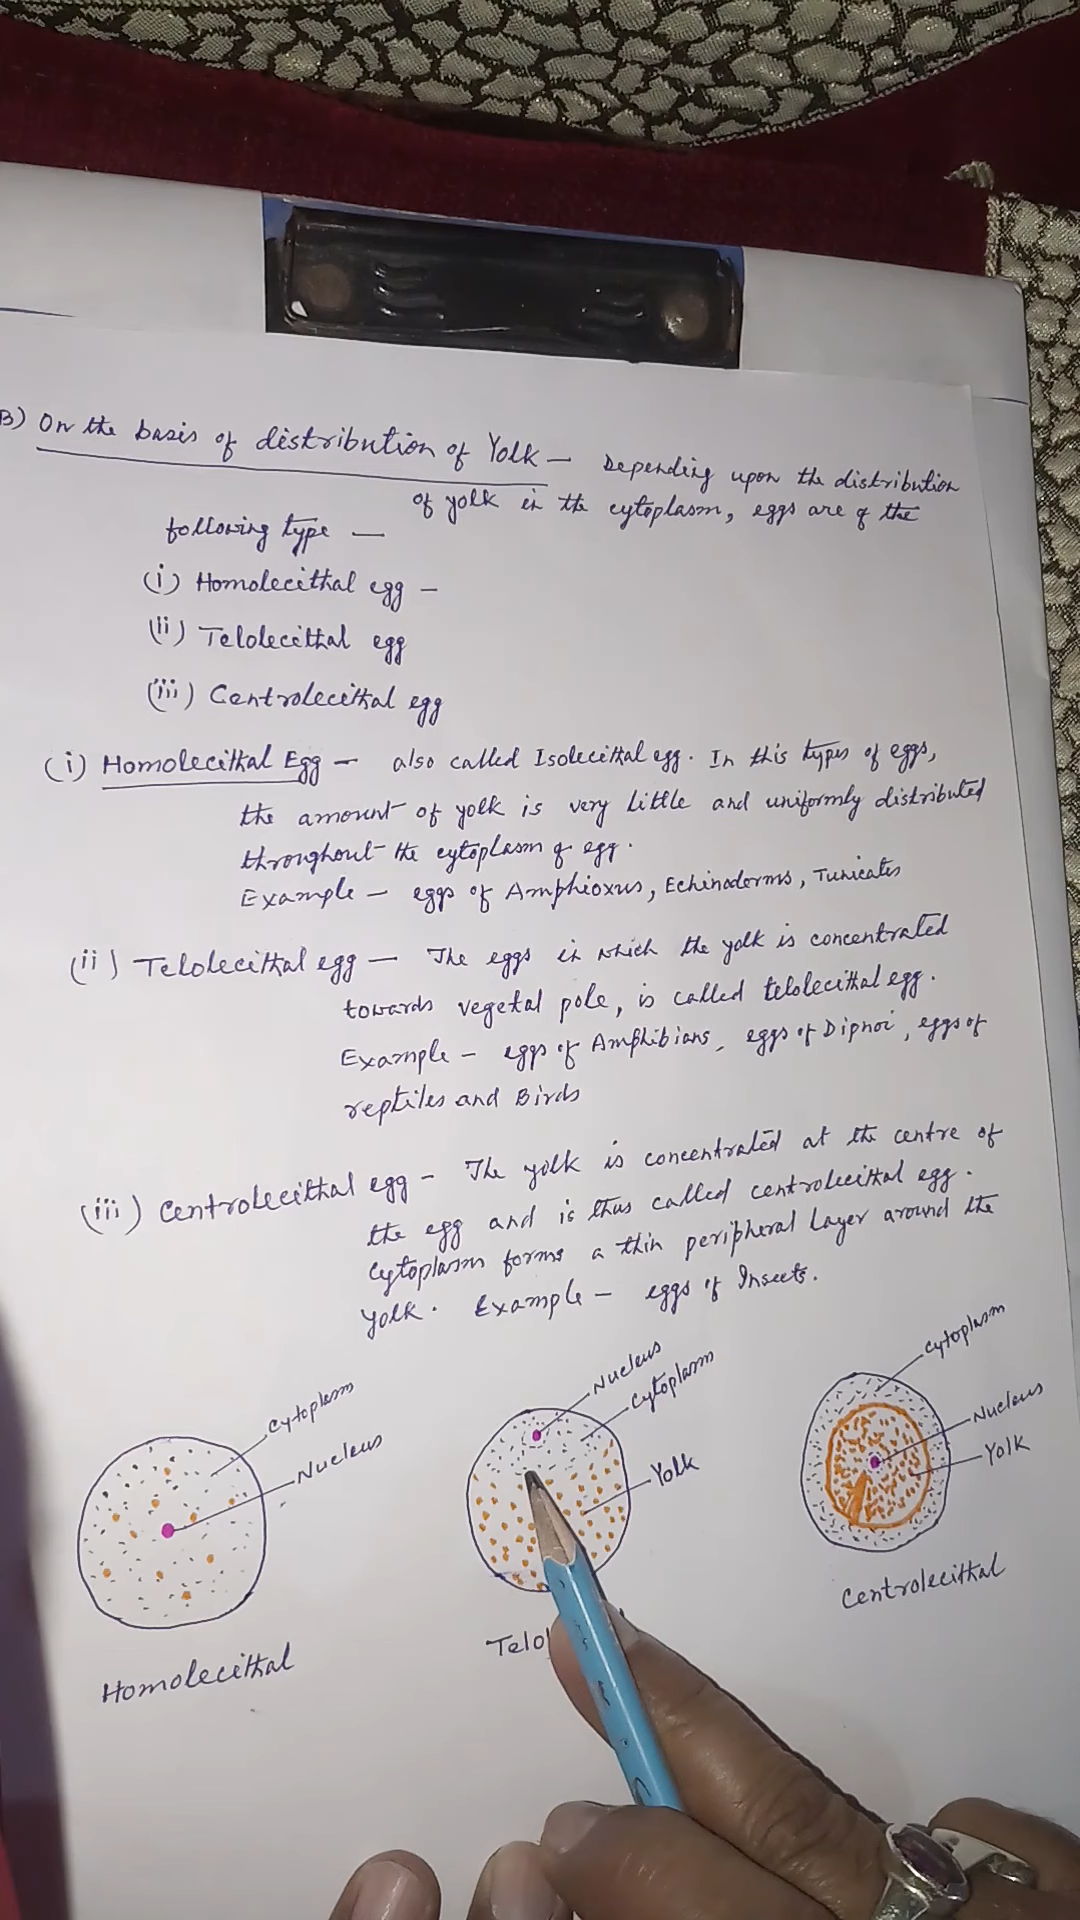 B) On the basis of distribution of Yolk — Depending upon the distribution
of yolk in the cytoplasm, eggs are of the
following type —
(i) Homolecithal egg –
(ii) Telolecithal egg
(iii) Centrolecithal egg
(i) Homolecithal Egg – also called Isolecithal egg. In this types of eggs,
the amount of yolk is very little and uniformly distributed
throughout the cytoplasm of egg.
Example – eggs of Amphioxus, Echinoderms, Tunicates
(ii) Telolecithal egg — The eggs in which the yolk is concentrated
towards vegetal pole, is called telolecithal egg.
Example – eggs of Amphibians, eggs of Dipnoi, eggs of
reptiles and Birds
(iii) Centrolecithal egg – The yolk is concentrated at the centre of
the egg and is thus called centrolecithal egg.
Cytoplasm forms a thin peripheral layer around the
yolk. Example – eggs of Insects.
Cytoplasm
Nucleus
Homolecithal
Nucleus
Cytoplasm
Yolk
Telo
Cytoplasm
Nucleus
Yolk
Centrolecithal